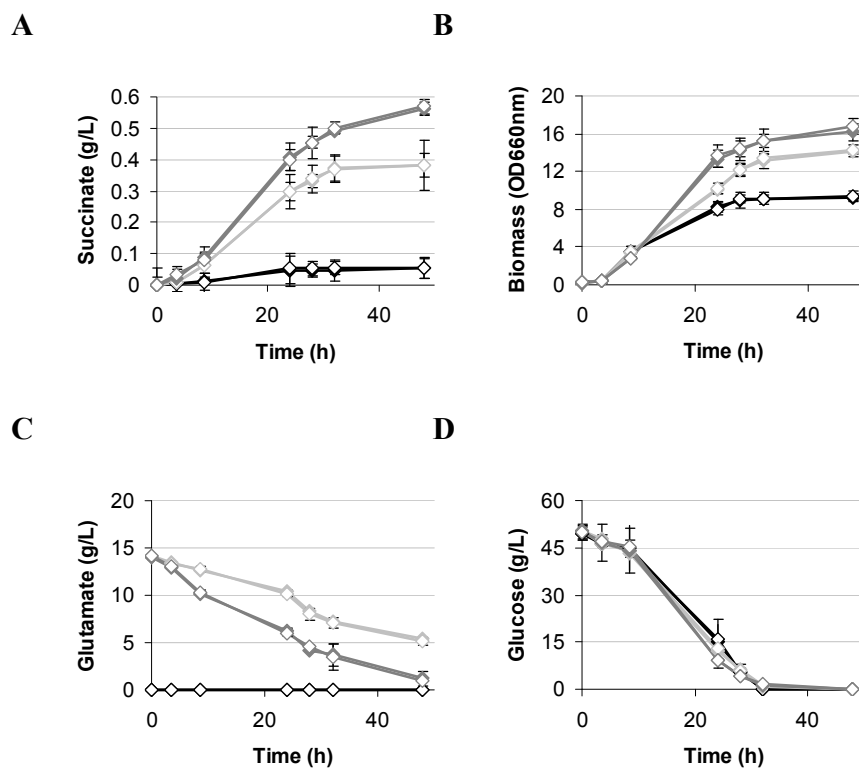 A
B
Succinate (g/L)
0.6
0.5
0.4
0.3
0.2
0.1
0
0 20 40
Time (h)
Biomass (OD660nm)
20
16
12
8
4
0
0 20 40
Time (h)
C
D
Glutamate (g/L)
20
15
10
5
0
0 20 40
Time (h)
Glucose (g/L)
60
45
30
15
0
0 20 40
Time (h)